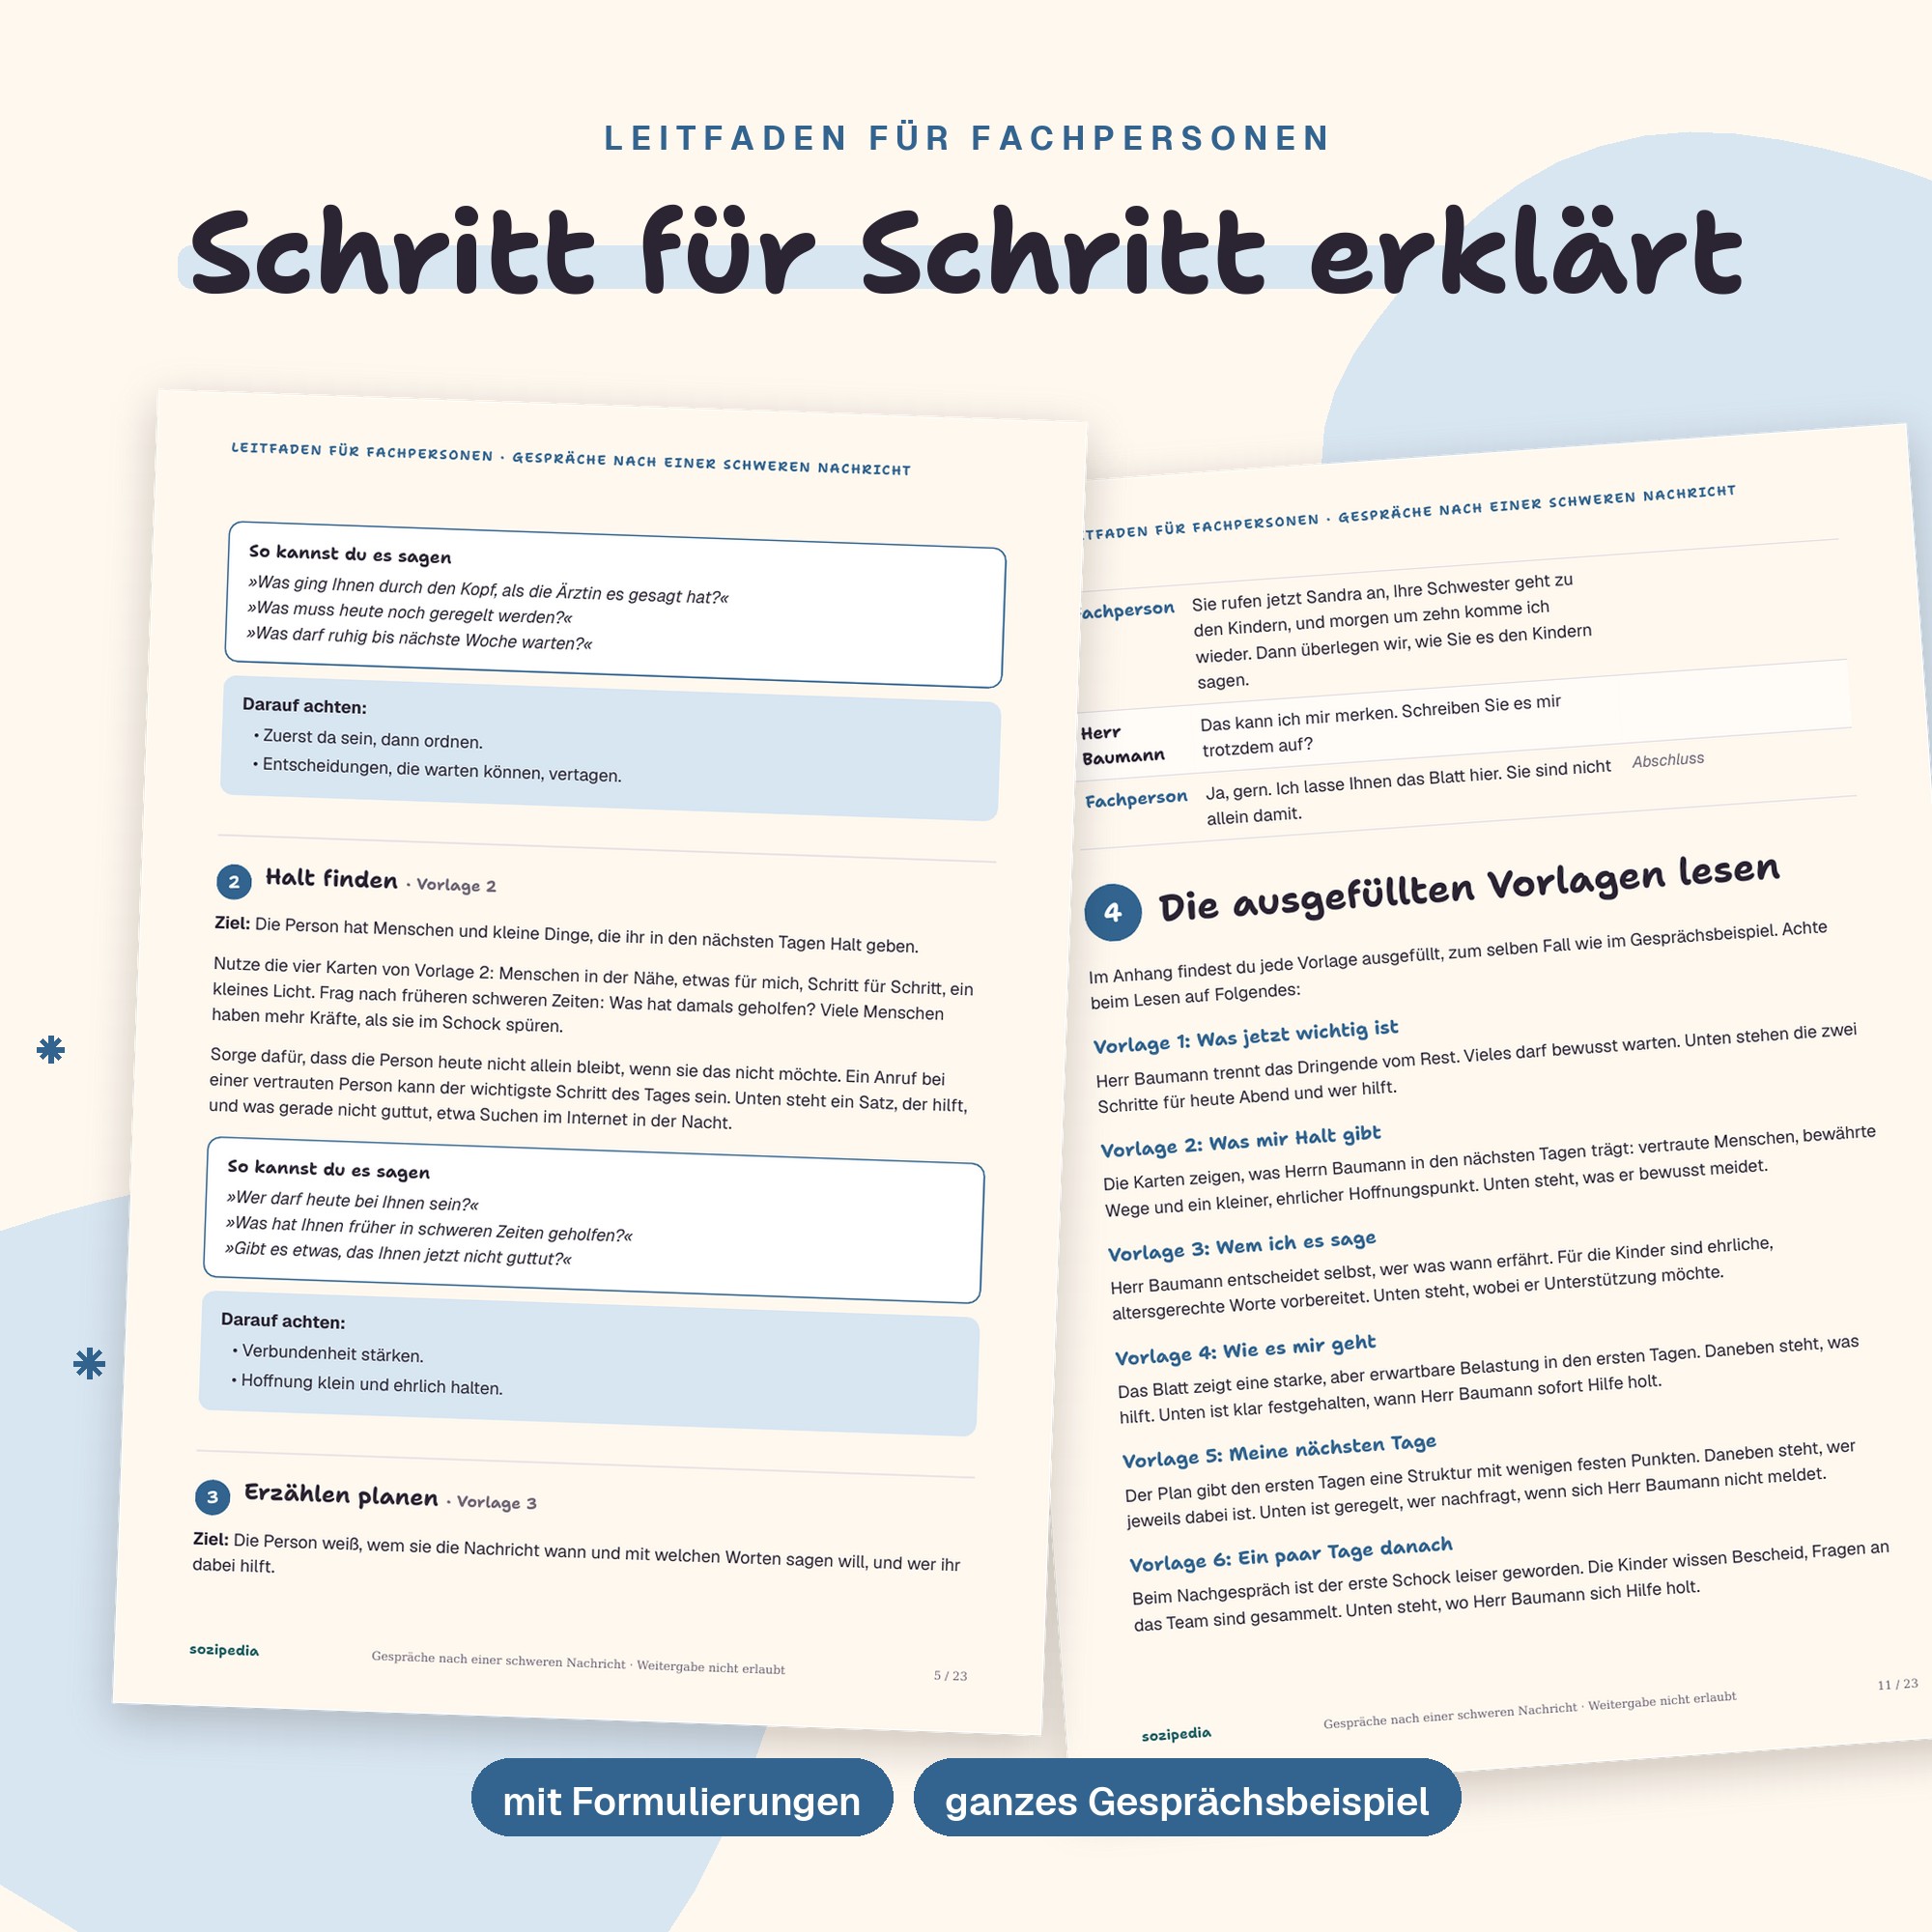 LEITFADEN FÜR FACHPERSONEN
Schritt für Schritt erklärt
LEITFADEN FÜR FACHPERSONEN · GESPRÄCHE NACH EINER SCHWEREN NACHRICHT
So kannst du es sagen
»Was ging Ihnen durch den Kopf, als die Ärztin es gesagt hat?«
»Was muss heute noch geregelt werden?«
»Was darf ruhig bis nächste Woche warten?«
Darauf achten:
• Zuerst da sein, dann ordnen.
• Entscheidungen, die warten können, vertagen.
2 Halt finden · Vorlage 2
Ziel: Die Person hat Menschen und kleine Dinge, die ihr in den nächsten Tagen Halt geben.
Nutze die vier Karten von Vorlage 2: Menschen in der Nähe, etwas für mich, Schritt für Schritt, ein
kleines Licht. Frag nach früheren schweren Zeiten: Was hat damals geholfen? Viele Menschen
haben mehr Kräfte, als sie im Schock spüren.
Sorge dafür, dass die Person heute nicht allein bleibt, wenn sie das nicht möchte. Ein Anruf bei
einer vertrauten Person kann der wichtigste Schritt des Tages sein. Unten steht ein Satz, der hilft,
und was gerade nicht guttut, etwa Suchen im Internet in der Nacht.
So kannst du es sagen
»Wer darf heute bei Ihnen sein?«
»Was hat Ihnen früher in schweren Zeiten geholfen?«
»Gibt es etwas, das Ihnen jetzt nicht guttut?«
Darauf achten:
• Verbundenheit stärken.
• Hoffnung klein und ehrlich halten.
3 Erzählen planen · Vorlage 3
Ziel: Die Person weiß, wem sie die Nachricht wann und mit welchen Worten sagen will, und wer ihr
dabei hilft.
sozipedia
Gespräche nach einer schweren Nachricht · Weitergabe nicht erlaubt
5 / 23
TFADEN FÜR FACHPERSONEN · GESPRÄCHE NACH EINER SCHWEREN NACHRICHT
Fachperson Sie rufen jetzt Sandra an, Ihre Schwester geht zu
den Kindern, und morgen um zehn komme ich
wieder. Dann überlegen wir, wie Sie es den Kindern
sagen.
Herr Das kann ich mir merken. Schreiben Sie es mir
Baumann trotzdem auf?
Fachperson Ja, gern. Ich lasse Ihnen das Blatt hier. Sie sind nicht Abschluss
allein damit.
4 Die ausgefüllten Vorlagen lesen
Im Anhang findest du jede Vorlage ausgefüllt, zum selben Fall wie im Gesprächsbeispiel. Achte
beim Lesen auf Folgendes:
Vorlage 1: Was jetzt wichtig ist
Herr Baumann trennt das Dringende vom Rest. Vieles darf bewusst warten. Unten stehen die zwei
Schritte für heute Abend und wer hilft.
Vorlage 2: Was mir Halt gibt
Die Karten zeigen, was Herrn Baumann in den nächsten Tagen trägt: vertraute Menschen, bewährte
Wege und ein kleiner, ehrlicher Hoffnungspunkt. Unten steht, was er bewusst meidet.
Vorlage 3: Wem ich es sage
Herr Baumann entscheidet selbst, wer was wann erfährt. Für die Kinder sind ehrliche,
altersgerechte Worte vorbereitet. Unten steht, wobei er Unterstützung möchte.
Vorlage 4: Wie es mir geht
Das Blatt zeigt eine starke, aber erwartbare Belastung in den ersten Tagen. Daneben steht, was
hilft. Unten ist klar festgehalten, wann Herr Baumann sofort Hilfe holt.
Vorlage 5: Meine nächsten Tage
Der Plan gibt den ersten Tagen eine Struktur mit wenigen festen Punkten. Daneben steht, wer
jeweils dabei ist. Unten ist geregelt, wer nachfragt, wenn sich Herr Baumann nicht meldet.
Vorlage 6: Ein paar Tage danach
Beim Nachgespräch ist der erste Schock leiser geworden. Die Kinder wissen Bescheid, Fragen an
das Team sind gesammelt. Unten steht, wo Herr Baumann sich Hilfe holt.
sozipedia
Gespräche nach einer schweren Nachricht · Weitergabe nicht erlaubt
11 / 23
mit Formulierungen
ganzes Gesprächsbeispiel